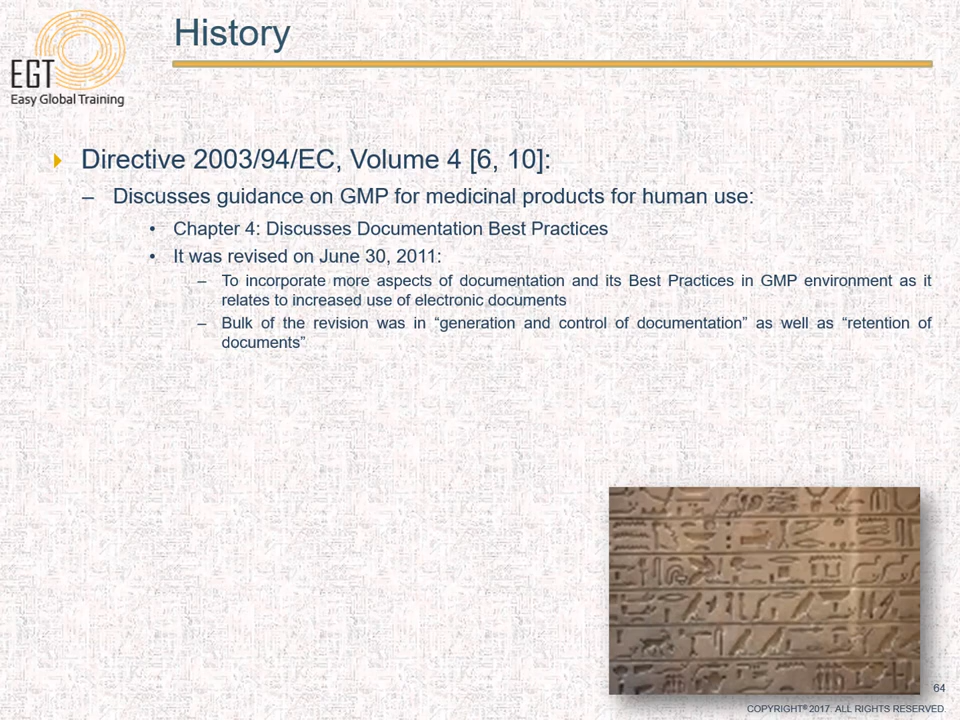 History
EGT
Easy Global Training
Directive 2003/94/EC, Volume 4 [6, 10]:
– Discusses guidance on GMP for medicinal products for human use:
• Chapter 4: Discusses Documentation Best Practices
• It was revised on June 30, 2011:
– To incorporate more aspects of documentation and its Best Practices in GMP environment as it
relates to increased use of electronic documents
– Bulk of the revision was in “generation and control of documentation” as well as “retention of
documents”
64
COPYRIGHT® 2017. ALL RIGHTS RESERVED.